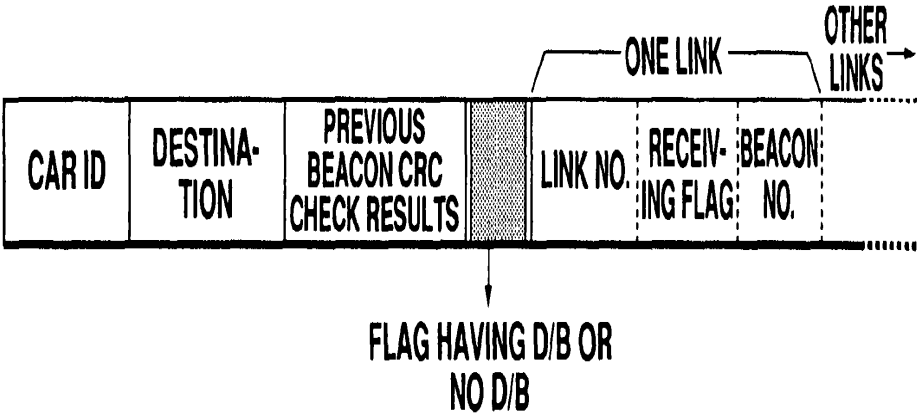 OTHER
LINKS
ONE LINK
CAR ID
DESTINA-
TION
PREVIOUS
BEACON CRC
CHECK RESULTS
LINK NO.
RECEIV-
ING FLAG
BEACON
NO.
FLAG HAVING D/B OR
NO D/B